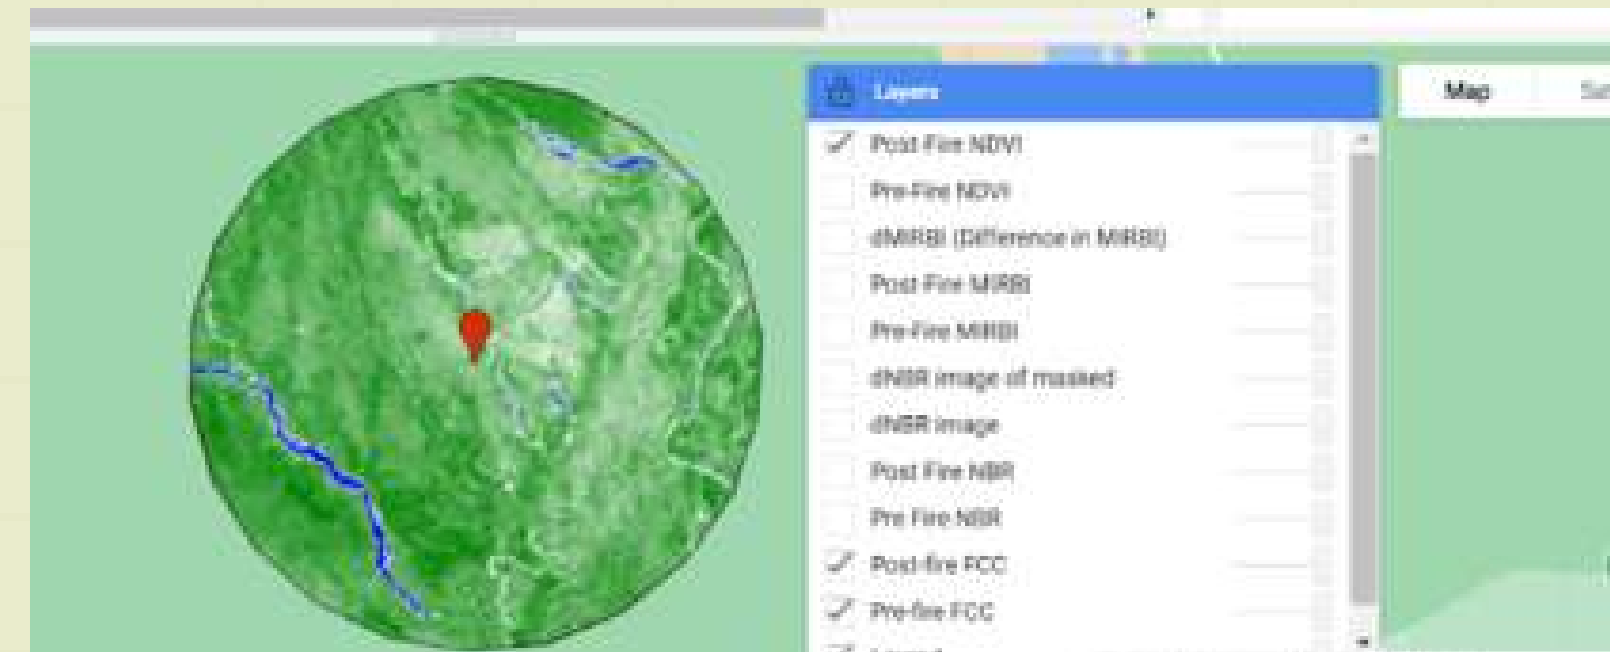 Layers
Map
Post-Fire NDVI
Pre-Fire NDVI
dMIRBI (Difference in MIRBI)
Post-Fire MIRBI
Pre-Fire MIRBI
dNBR image of masked
dNBR image
Post Fire NBR
Pre Fire NBR
Post-fire FCC
Pre-fire FCC